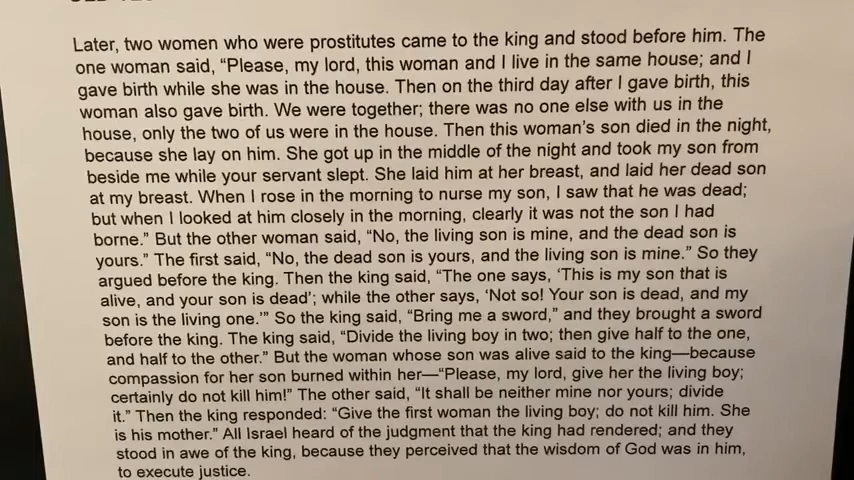 Later, two women who were prostitutes came to the king and stood before him. The
one woman said, “Please, my lord, this woman and I live in the same house; and I
gave birth while she was in the house. Then on the third day after I gave birth, this
woman also gave birth. We were together; there was no one else with us in the
house, only the two of us were in the house. Then this woman’s son died in the night,
because she lay on him. She got up in the middle of the night and took my son from
beside me while your servant slept. She laid him at her breast, and laid her dead son
at my breast. When I rose in the morning to nurse my son, I saw that he was dead;
but when I looked at him closely in the morning, clearly it was not the son I had
borne.” But the other woman said, “No, the living son is mine, and the dead son is
yours.” The first said, “No, the dead son is yours, and the living son is mine.” So they
argued before the king. Then the king said, “The one says, ‘This is my son that is
alive, and your son is dead’; while the other says, ‘Not so! Your son is dead, and my
son is the living one.’” So the king said, “Bring me a sword,” and they brought a sword
before the king. The king said, “Divide the living boy in two; then give half to the one,
and half to the other.” But the woman whose son was alive said to the king—because
compassion for her son burned within her—“Please, my lord, give her the living boy;
certainly do not kill him!” The other said, “It shall be neither mine nor yours; divide
it.” Then the king responded: “Give the first woman the living boy; do not kill him. She
is his mother.” All Israel heard of the judgment that the king had rendered; and they
stood in awe of the king, because they perceived that the wisdom of God was in him,
to execute justice.